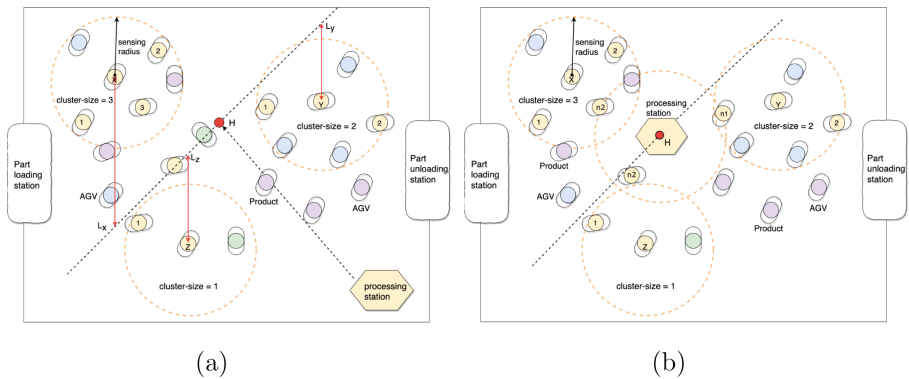 L_y
sensing
radius
2
X
cluster-size = 3
3
1
1
Y
2
cluster-size = 2
H
L_z
Part
loading
station
Part
unloading
station
AGV
L_x
1
Product
AGV
Z
cluster-size = 1
processing
station
(a)
sensing
radius
2
X
cluster-size = 3
n2
1
processing
station
H
n1
Y
2
cluster-size = 2
Part
loading
station
Part
unloading
station
Product
n2
AGV
1
AGV
Product
Z
cluster-size = 1
(b)